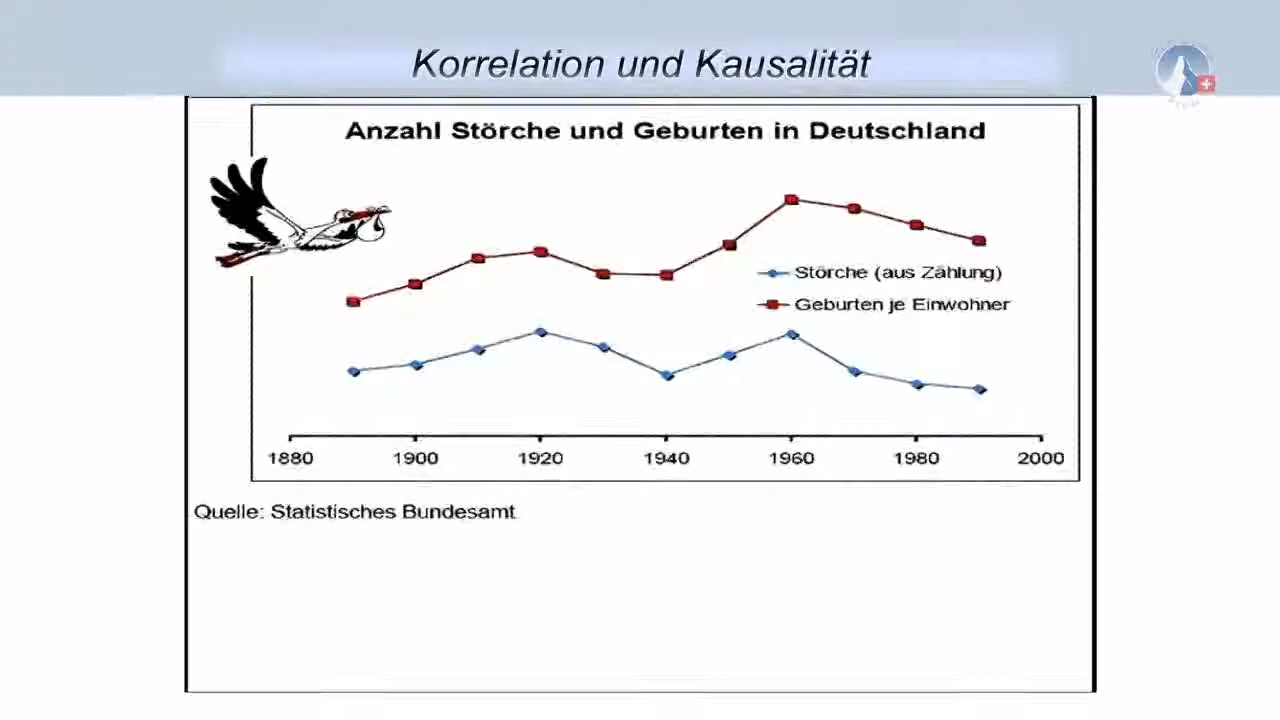 Korrelation und Kausalität
Anzahl Störche und Geburten in Deutschland
Störche (aus Zählung)
Geburten je Einwohner
1880 1900 1920 1940 1960 1980 2000
Quelle: Statistisches Bundesamt